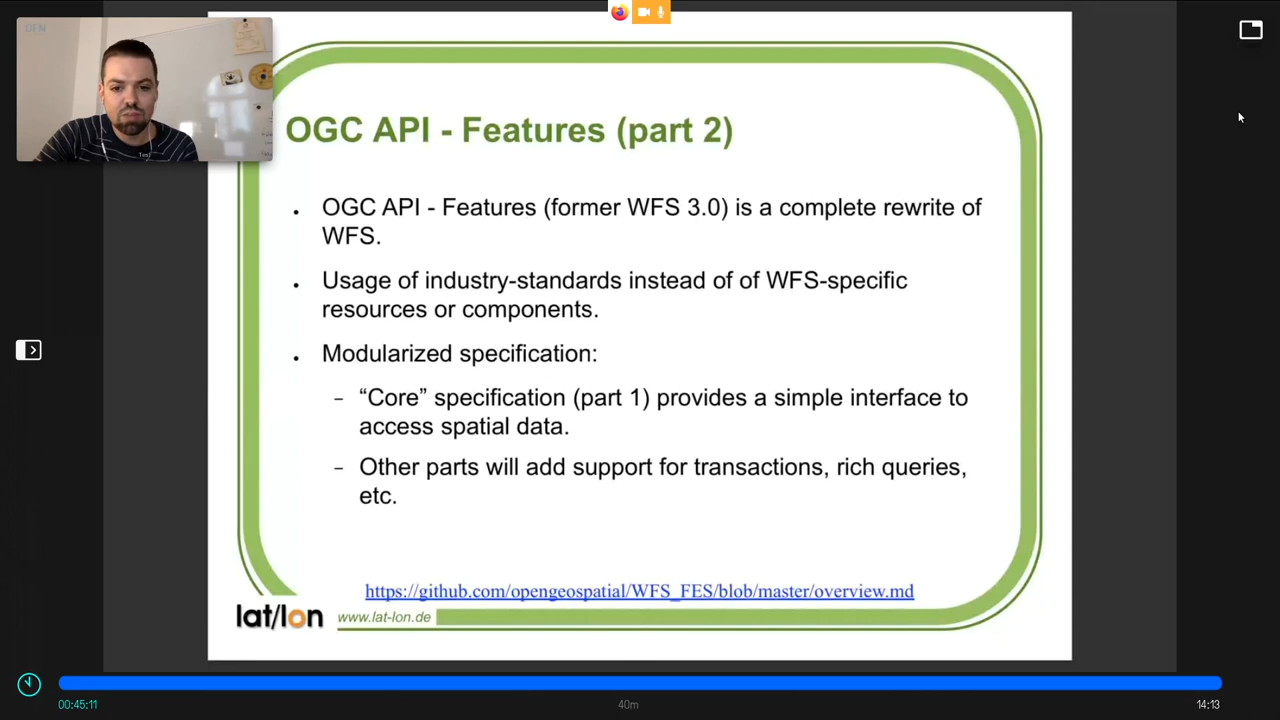 OFN
OGC API - Features (part 2)
OGC API - Features (former WFS 3.0) is a complete rewrite of
WFS.
Usage of industry-standards instead of of WFS-specific
resources or components.
Modularized specification:
– “Core” specification (part 1) provides a simple interface to
access spatial data.
– Other parts will add support for transactions, rich queries,
etc.
https://github.com/opengeospatial/WFS_FES/blob/master/overview.md
lat/lon
www.lat-lon.de
00:45:11
40m
14:13